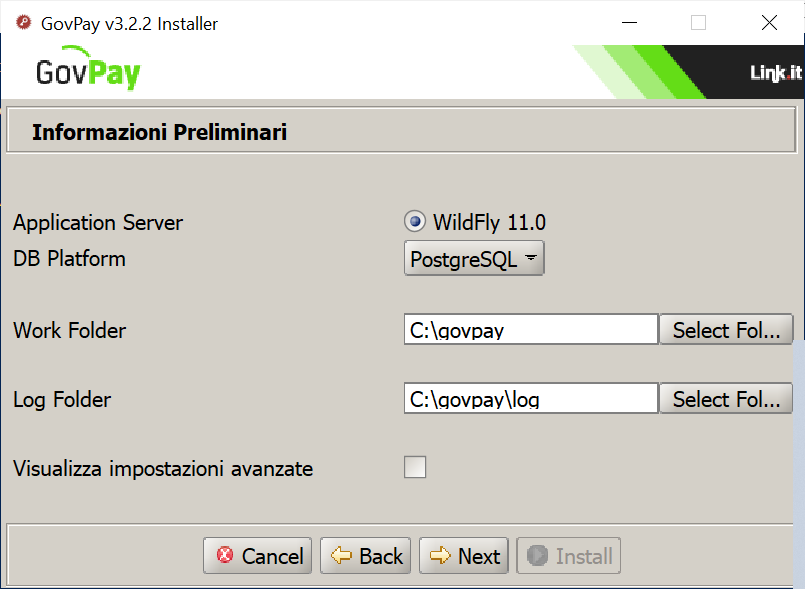 GovPay v3.2.2 Installer
GovPay
Link.it
Informazioni Preliminari
Application Server
WildFly 11.0
DB Platform
PostgreSQL
Work Folder
C:\govpay
Select Fol...
Log Folder
C:\govpay\log
Select Fol...
Visualizza impostazioni avanzate
Cancel
Back
Next
Install